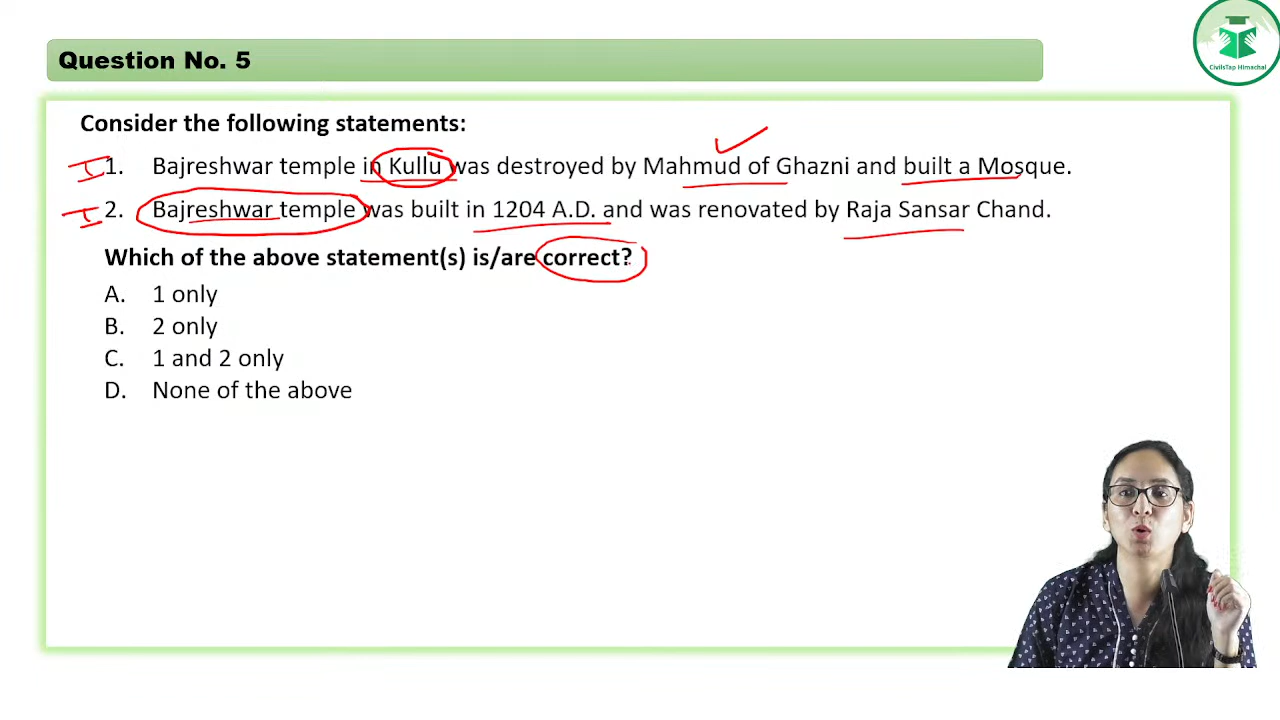 Question No. 5
CivilsTap Himachal
Consider the following statements:
I 1. Bajreshwar temple in Kullu was destroyed by Mahmud of Ghazni and built a Mosque.
I 2. Bajreshwar temple was built in 1204 A.D. and was renovated by Raja Sansar Chand.
Which of the above statement(s) is/are correct?
A. 1 only
B. 2 only
C. 1 and 2 only
D. None of the above